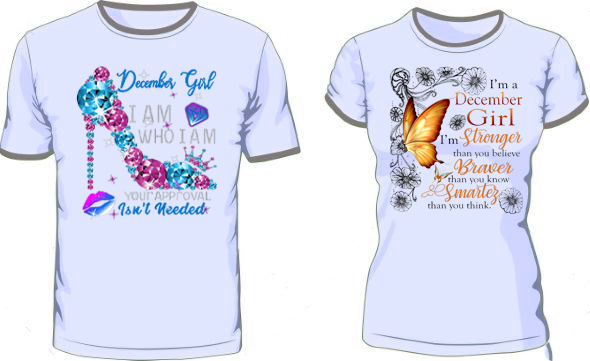 December Girl
I AM
WHO I AM
YOUR APPROVAL
Isn't Needed
I'm a
December
Girl
I'm Stronger
than you believe
Braver
than you know
Smartez
than you think.